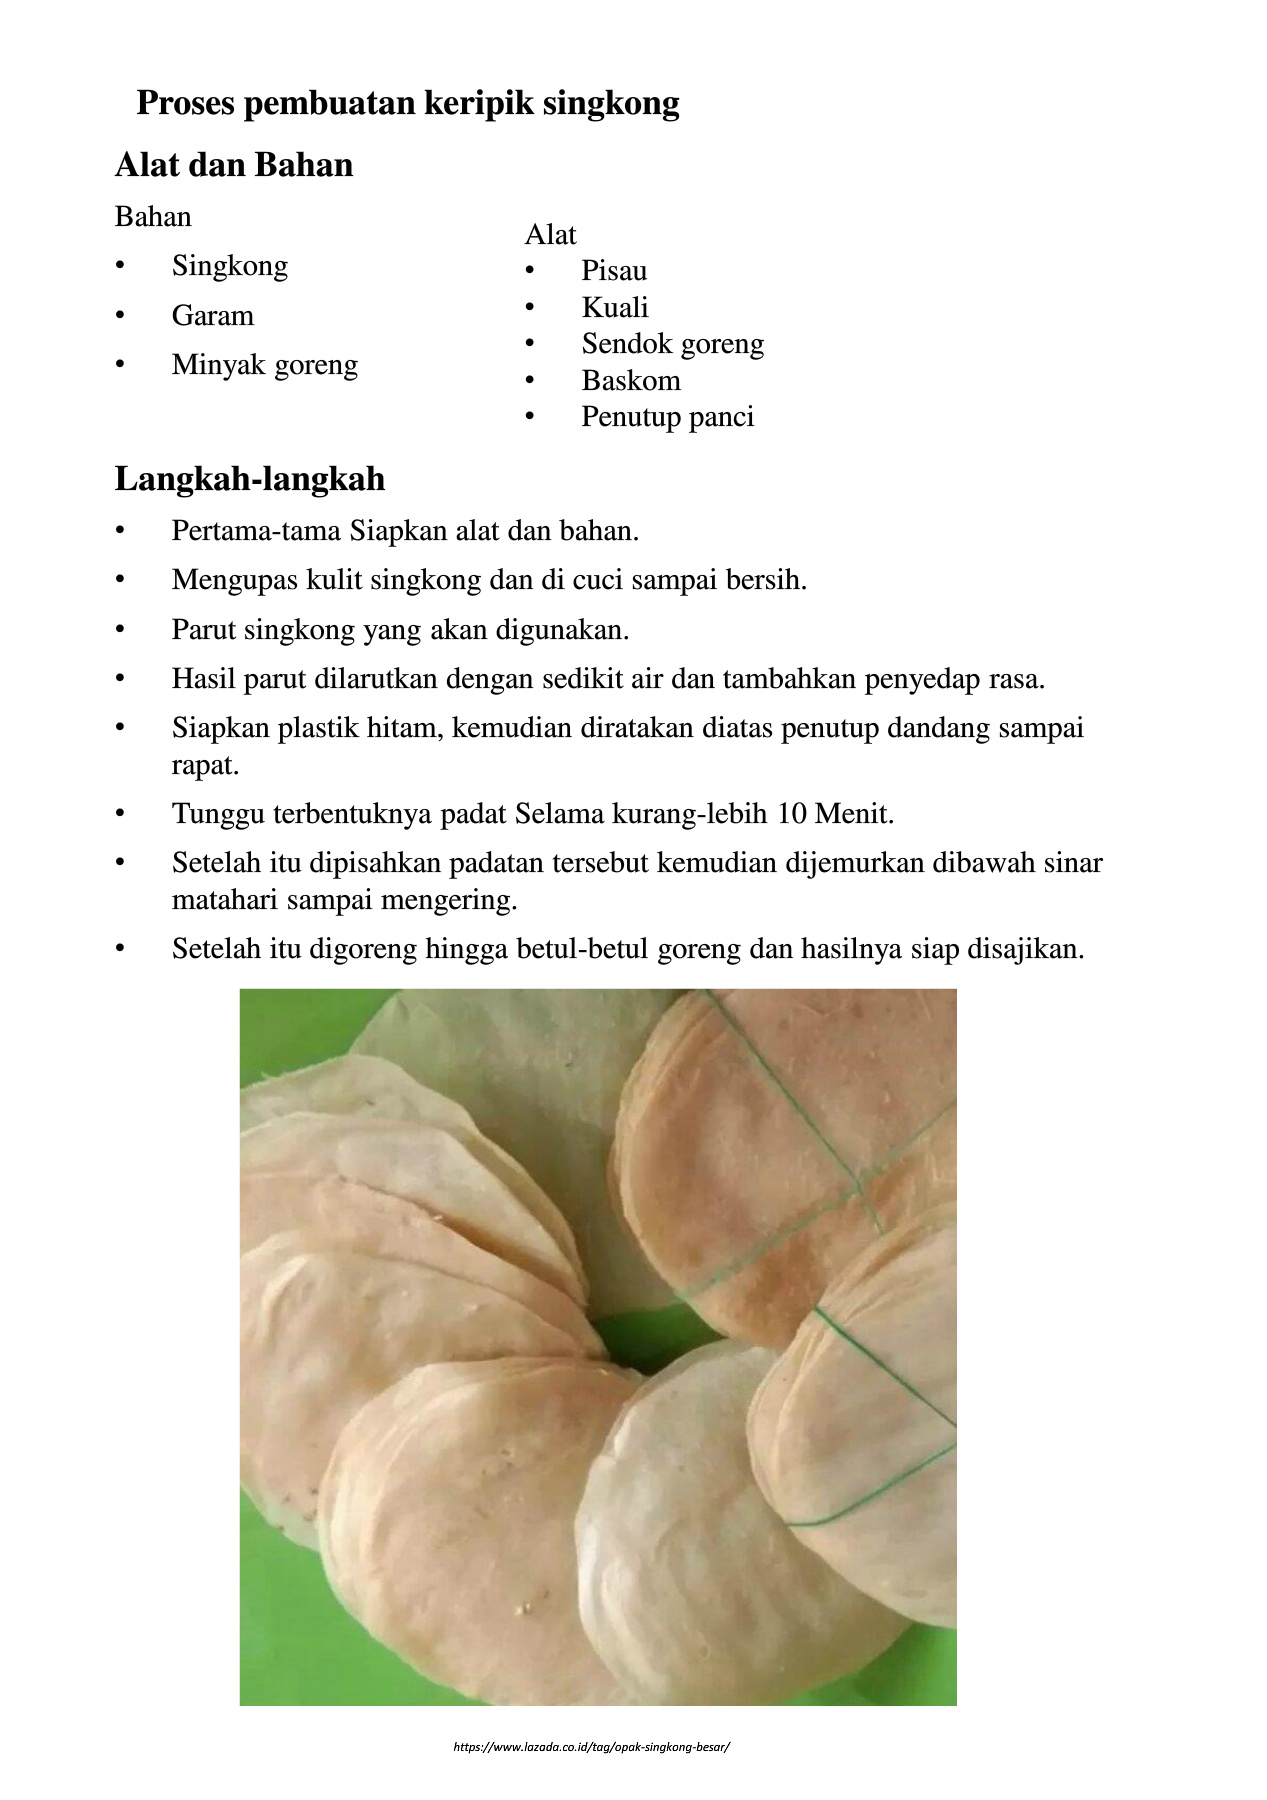 Proses pembuatan keripik singkong
Alat dan Bahan
Bahan
• Singkong
• Garam
• Minyak goreng
Alat
• Pisau
• Kuali
• Sendok goreng
• Baskom
• Penutup panci
Langkah-langkah
• Pertama-tama Siapkan alat dan bahan.
• Mengupas kulit singkong dan di cuci sampai bersih.
• Parut singkong yang akan digunakan.
• Hasil parut dilarutkan dengan sedikit air dan tambahkan penyedap rasa.
• Siapkan plastik hitam, kemudian diratakan diatas penutup dandang sampai
rapat.
• Tunggu terbentuknya padat Selama kurang-lebih 10 Menit.
• Setelah itu dipisahkan padatan tersebut kemudian dijemurkan dibawah sinar
matahari sampai mengering.
• Setelah itu digoreng hingga betul-betul goreng dan hasilnya siap disajikan.
https://www.lazada.co.id/tag/opak-singkong-besar/